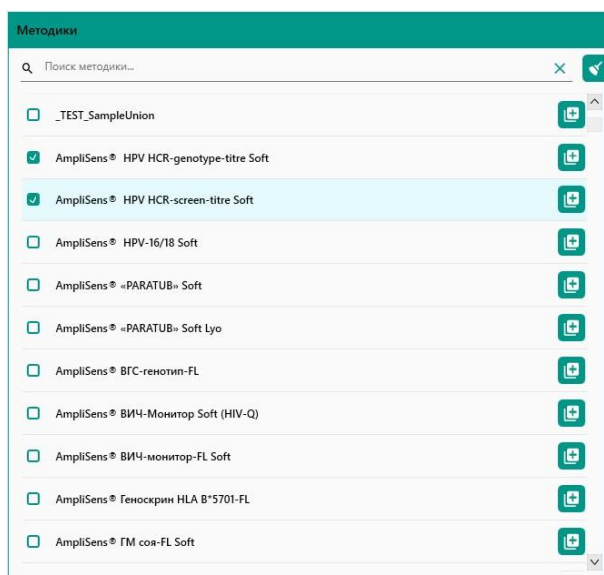 Методики
Поиск методики...
_TEST_SampleUnion
AmpliSens® HPV HCR-genotype-titre Soft
AmpliSens® HPV HCR-screen-titre Soft
AmpliSens® HPV-16/18 Soft
AmpliSens® «PARATUB» Soft
AmpliSens® «PARATUB» Soft Lyo
AmpliSens® ВГС-генотип-FL
AmpliSens® ВИЧ-Монитор Soft (HIV-Q)
AmpliSens® ВИЧ-монитор-FL Soft
AmpliSens® Геноскрин HLA B*5701-FL
AmpliSens® ГМ соя-FL Soft